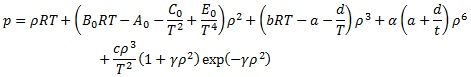 p = ρRT + (B₀RT − A₀ − C₀/T² + E₀/T⁴) ρ² + (bRT − a − d/T) ρ³ + α (a + d/t) ρ⁶
+ cρ³/T² (1 + γρ²) exp(−γρ²)